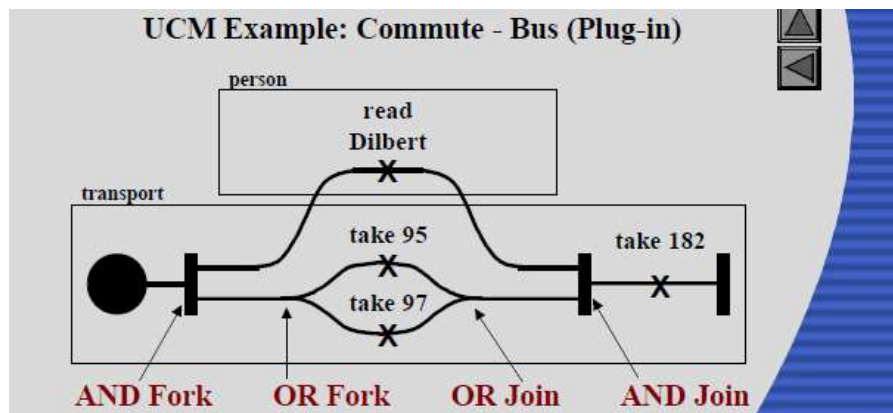 UCM Example: Commute - Bus (Plug-in)
person
read
Dilbert
transport
take 95
take 182
take 97
AND Fork OR Fork OR Join AND Join